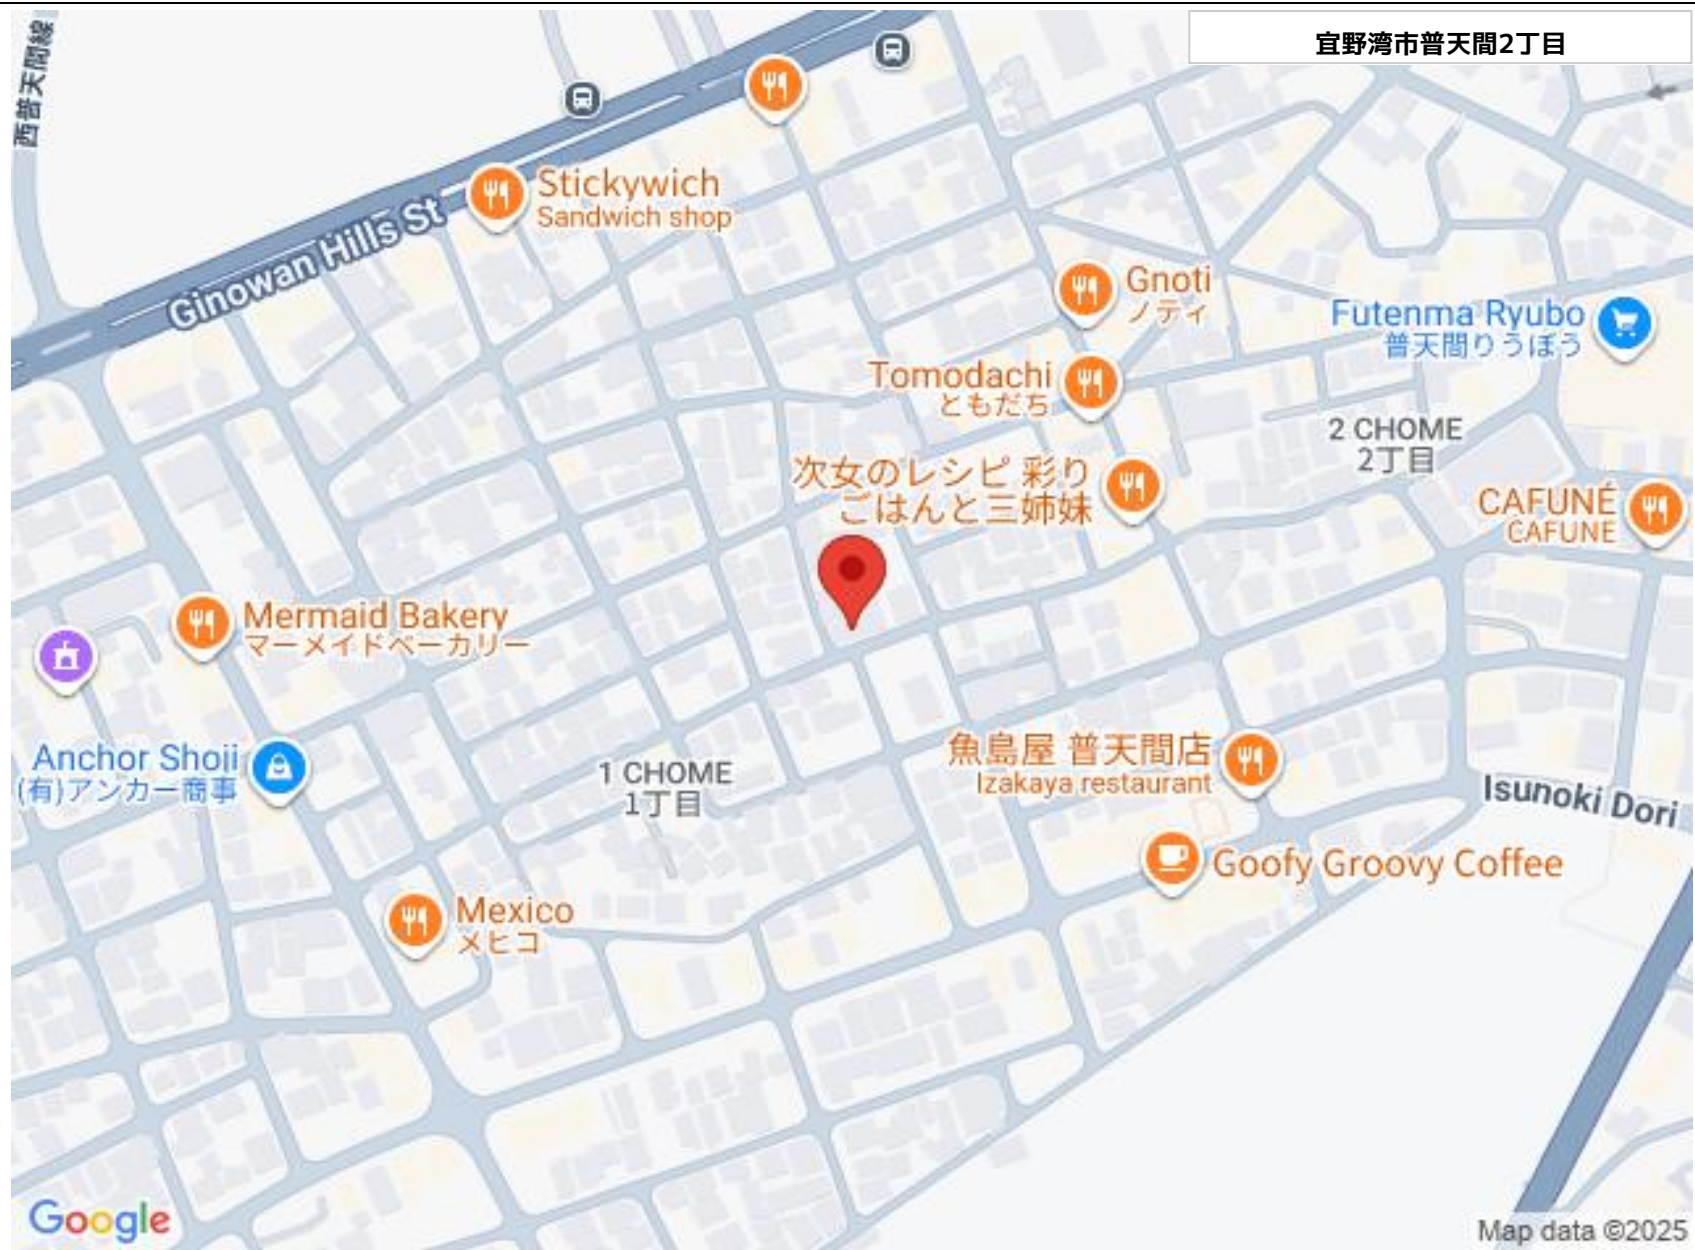 宜野湾市普天間2丁目
西普天間線
Stickywich
Sandwich shop
Ginowan Hills St
Gnoti
ノティ
Futenma Ryubo
普天間りうぼう
Tomodachi
ともだち
2 CHOME
2丁目
次女のレシピ 彩り
ごはんと三姉妹
CAFUNÉ
CAFUNE
Mermaid Bakery
マーメイドベーカリー
Anchor Shoji
(有)アンカー商事
1 CHOME
1丁目
魚島屋 普天間店
Izakaya restaurant
Isunoki Dori
Goofy Groovy Coffee
Mexico
メヒコ
Google
Map data ©2025